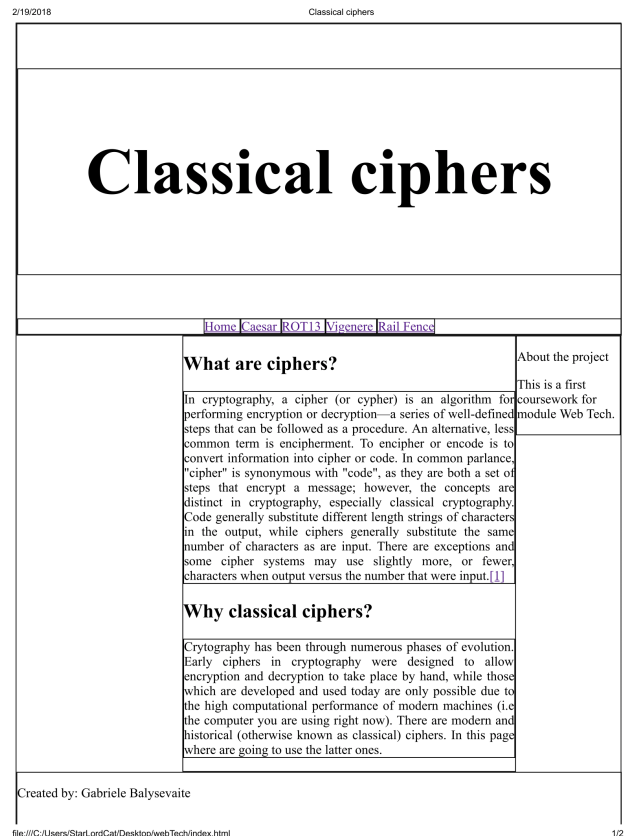 2/19/2018 Classical ciphers
Classical ciphers
Home Caesar ROT13 Vigenere Rail Fence
What are ciphers?
In cryptography, a cipher (or cypher) is an algorithm for
performing encryption or decryption—a series of well-defined
steps that can be followed as a procedure. An alternative, less
common term is encipherment. To encipher or encode is to
convert information into cipher or code. In common parlance,
"cipher" is synonymous with "code", as they are both a set of
steps that encrypt a message; however, the concepts are
distinct in cryptography, especially classical cryptography.
Code generally substitute different length strings of characters
in the output, while ciphers generally substitute the same
number of characters as are input. There are exceptions and
some cipher systems may use slightly more, or fewer,
characters when output versus the number that were input.[1]
Why classical ciphers?
Crytography has been through numerous phases of evolution.
Early ciphers in cryptography were designed to allow
encryption and decryption to take place by hand, while those
which are developed and used today are only possible due to
the high computational performance of modern machines (i.e
the computer you are using right now). There are modern and
historical (otherwise known as classical) ciphers. In this page
where are going to use the latter ones.
About the project
This is a first
coursework for
module Web Tech.
Created by: Gabriele Balysevaite
file:///C:/Users/StarLordCat/Desktop/webTech/index.html 1/2